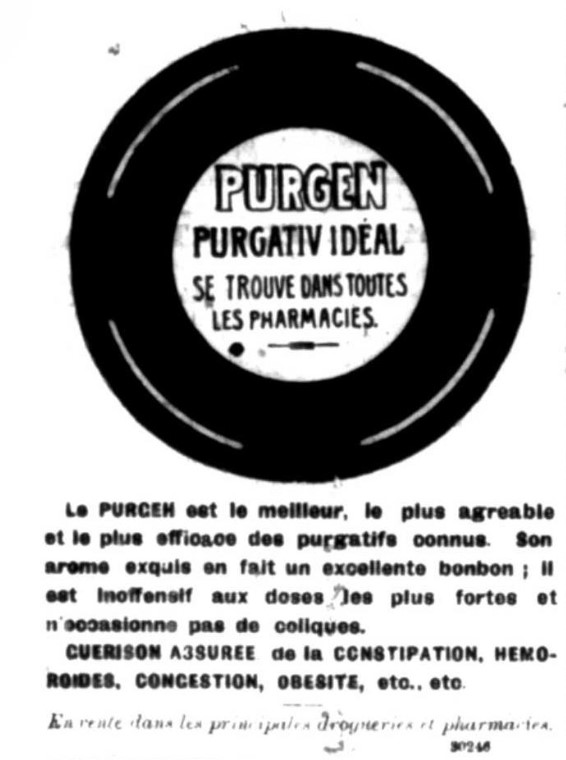 PURGEN
PURGATIV IDÉAL
SE TROUVE DANS TOUTES
LES PHARMACIES.
Le PURGEN est le meilleur, le plus agreable
et le plus efficace des purgatifs connus. Son
arome exquis en fait un excellente bonbon ; il
est inoffensif aux doses les plus fortes et
n'occasionne pas de coliques.
GUERISON A3SUREE de la CONSTIPATION, HEMO-
ROIDES, CONGESTION, OBESITE, etc., etc.
En vente dans les principales drogueries et pharmacies.
30246